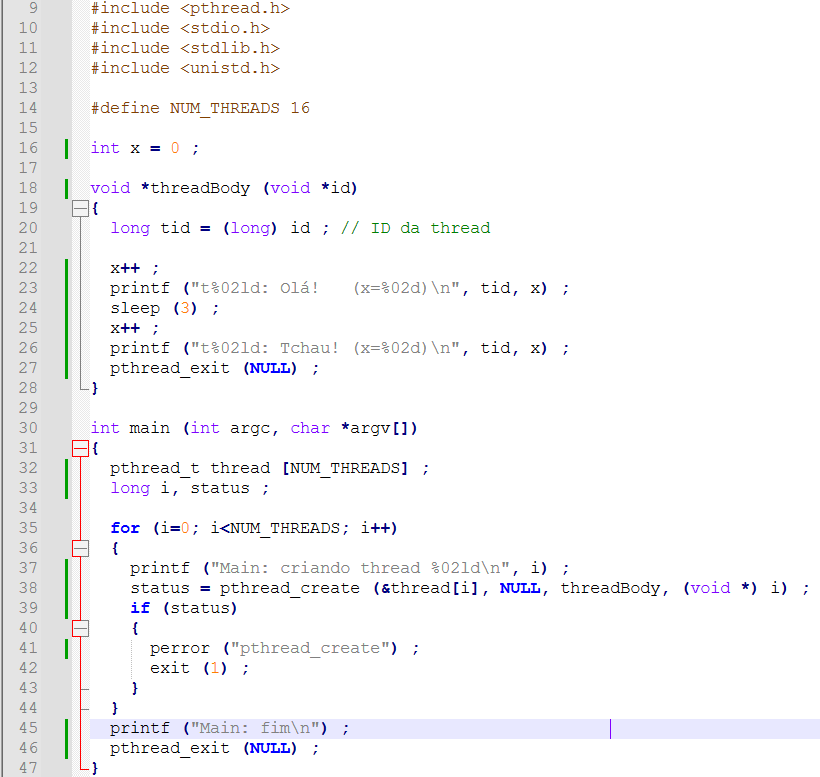 9 #include <pthread.h>
10 #include <stdio.h>
11 #include <stdlib.h>
12 #include <unistd.h>
13
14 #define NUM_THREADS 16
15
16 int x = 0 ;
17
18 void *threadBody (void *id)
19 {
20   long tid = (long) id ; // ID da thread
21
22   x++ ;
23   printf ("t%02ld: Olá!   (x=%02d)\n", tid, x) ;
24   sleep (3) ;
25   x++ ;
26   printf ("t%02ld: Tchau! (x=%02d)\n", tid, x) ;
27   pthread_exit (NULL) ;
28 }
29
30 int main (int argc, char *argv[])
31 {
32   pthread_t thread [NUM_THREADS] ;
33   long i, status ;
34
35   for (i=0; i<NUM_THREADS; i++)
36   {
37     printf ("Main: criando thread %02ld\n", i) ;
38     status = pthread_create (&thread[i], NULL, threadBody, (void *) i) ;
39     if (status)
40     {
41       perror ("pthread_create") ;
42       exit (1) ;
43     }
44   }
45   printf ("Main: fim\n") ;
46   pthread_exit (NULL) ;
47 }